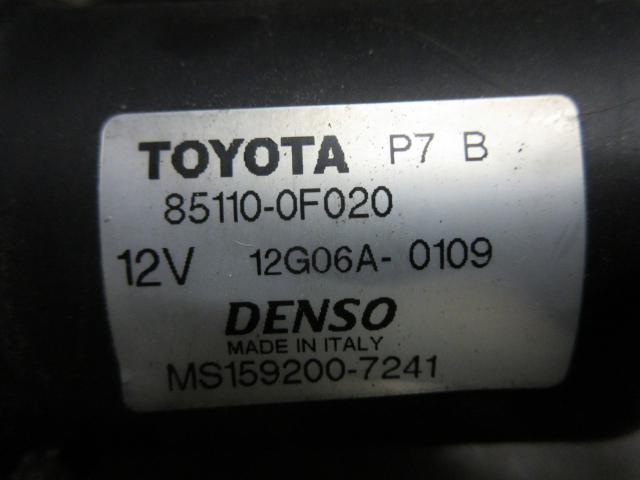 TOYOTA P7 B
85110-0F020
12V 12G06A- 0109
DENSO
MADE IN ITALY
MS159200-7241